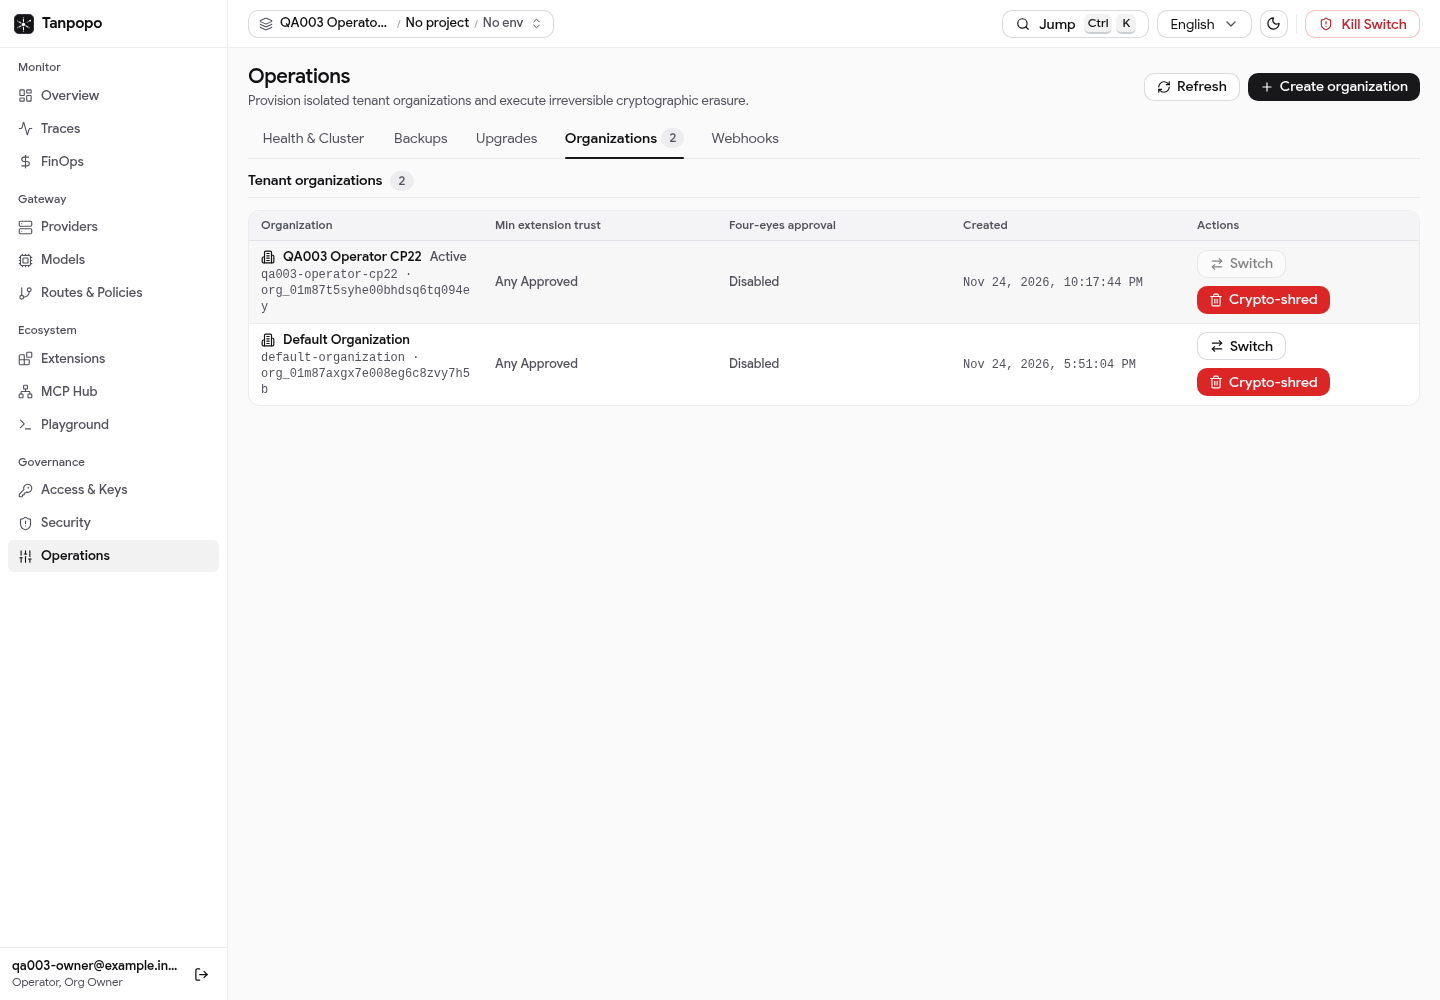 Tanpopo
QA003 Operato... / No project / No env
Jump Ctrl K
English
Kill Switch
Monitor
Overview
Traces
FinOps
Gateway
Providers
Models
Routes & Policies
Ecosystem
Extensions
MCP Hub
Playground
Governance
Access & Keys
Security
Operations
qa003-owner@example.in...
Operator, Org Owner
Operations
Provision isolated tenant organizations and execute irreversible cryptographic erasure.
Refresh
Create organization
Health & Cluster Backups Upgrades Organizations 2 Webhooks
Tenant organizations 2
Organization Min extension trust Four-eyes approval Created Actions
QA003 Operator CP22 Active
qa003-operator-cp22 ·
org_01m87t5syhe00bhdsq6tq094e
y
Any Approved
Disabled
Nov 24, 2026, 10:17:44 PM
Switch
Crypto-shred
Default Organization
default-organization ·
org_01m87axgx7e008eg6c8zvy7h5
b
Any Approved
Disabled
Nov 24, 2026, 5:51:04 PM
Switch
Crypto-shred